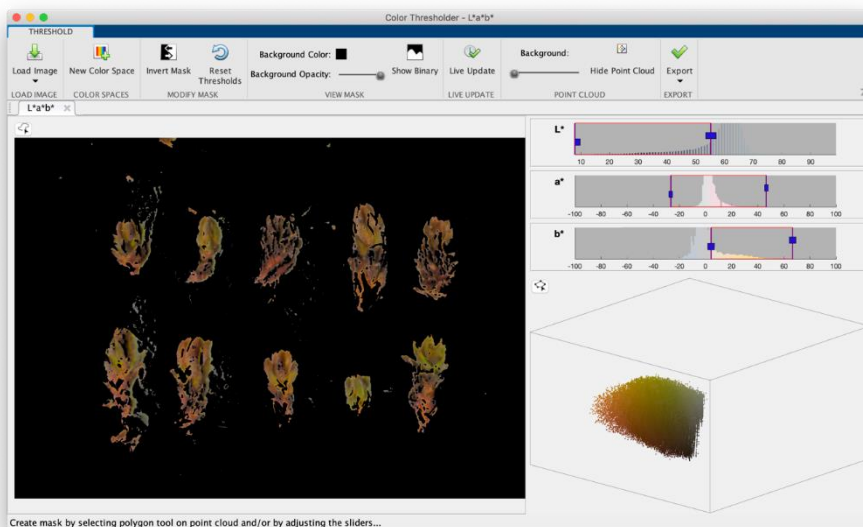 Color Thresholder - L*a*b*
THRESHOLD
Load Image
New Color Space
Invert Mask
Reset Thresholds
Background Color:
Background Opacity:
Show Binary
Live Update
Background:
Hide Point Cloud
Export
LOAD IMAGE
COLOR SPACES
MODIFY MASK
VIEW MASK
LIVE UPDATE
POINT CLOUD
EXPORT
L*a*b*
L*
10 20 30 40 50 60 70 80 90
a*
-100 -80 -60 -40 -20 0 20 40 60 80 100
b*
-100 -80 -60 -40 -20 0 20 40 60 80 100
Create mask by selecting polygon tool on point cloud and/or by adjusting the sliders...